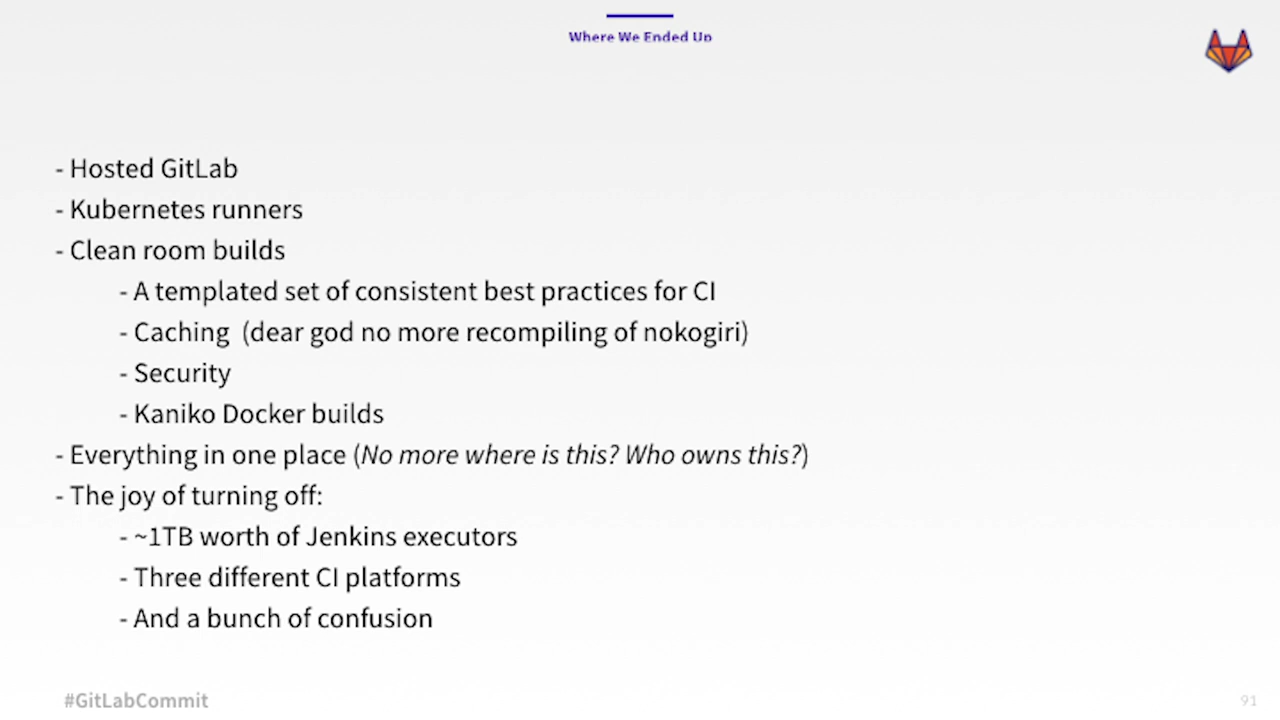 Where We Ended Up
- Hosted GitLab
- Kubernetes runners
- Clean room builds
- A templated set of consistent best practices for CI
- Caching  (dear god no more recompiling of nokogiri)
- Security
- Kaniko Docker builds
- Everything in one place (No more where is this? Who owns this?)
- The joy of turning off:
- ~1TB worth of Jenkins executors
- Three different CI platforms
- And a bunch of confusion
#GitLabCommit
91